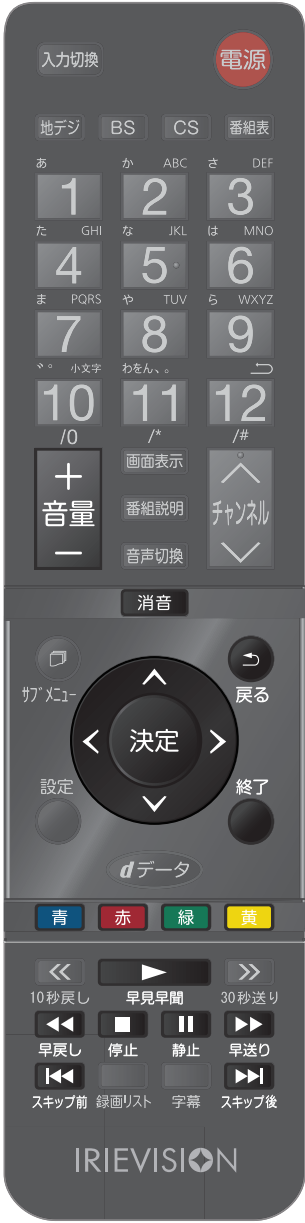 入力切換 電源
地デジ BS CS 番組表
あ か ABC さ DEF
1 2 3
た GHI な JKL は MNO
4 5 6
ま PQRS や TUV ら WXYZ
7 8 9
゛゜ 小文字 わをん、。
10 11 12
/0 /* /#
＋ 画面表示
音量 番組説明 チャンネル
－ 音声切換
消音
サブメニュー 戻る
決定
設定 終了
dデータ
青 赤 緑 黄
10秒戻し 早見早聞 30秒送り
早戻し 停止 静止 早送り
スキップ前 録画リスト 字幕 スキップ後
IRIEVISION